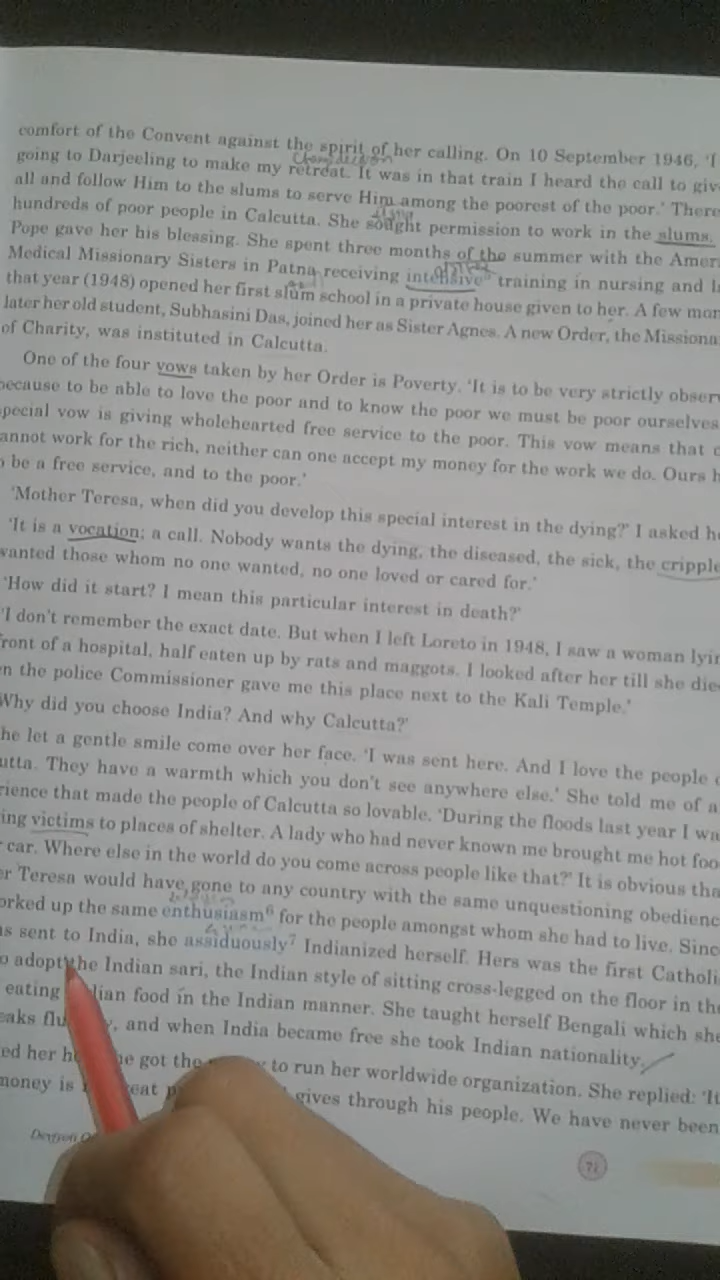 comfort of the Convent against the spirit of her calling. On 10 September 1946, 'I
going to Darjeeling to make my retreat. It was in that train I heard the call to giv
all and follow Him to the slums to serve Him among the poorest of the poor.' There
hundreds of poor people in Calcutta. She sought permission to work in the slums.
Pope gave her his blessing. She spent three months of the summer with the Amer
Medical Missionary Sisters in Patna receiving intensive training in nursing and
that year (1948) opened her first slum school in a private house given to her. A few mon
later her old student, Subhasini Das, joined her as Sister Agnes. A new Order, the Missiona
of Charity, was instituted in Calcutta.
One of the four vows taken by her Order is Poverty. 'It is to be very strictly observ
because to be able to love the poor and to know the poor we must be poor ourselves
special vow is giving wholehearted free service to the poor. This vow means that
annot work for the rich, neither can one accept my money for the work we do. Ours h
o be a free service, and to the poor.'
'Mother Teresa, when did you develop this special interest in the dying?' I asked h
'It is a vocation; a call. Nobody wants the dying, the diseased, the sick, the cripple
wanted those whom no one wanted, no one loved or cared for.'
'How did it start? I mean this particular interest in death?'
'I don't remember the exact date. But when I left Loreto in 1948, I saw a woman lyin
front of a hospital, half eaten up by rats and maggots. I looked after her till she die
n the police Commissioner gave me this place next to the Kali Temple.'
Why did you choose India? And why Calcutta?'
he let a gentle smile come over her face. 'I was sent here. And I love the people
utta. They have a warmth which you don't see anywhere else.' She told me of a
rience that made the people of Calcutta so lovable. 'During the floods last year I wa
ing victims to places of shelter. A lady who had never known me brought me hot foo
car. Where else in the world do you come across people like that?' It is obvious tha
er Teresa would have gone to any country with the same unquestioning obedienc
orked up the same enthusiasm⁶ for the people amongst whom she had to live. Sinc
as sent to India, she assiduously⁷ Indianized herself. Hers was the first Catholi
o adopt the Indian sari, the Indian style of sitting cross-legged on the floor in the
eating dian food in the Indian manner. She taught herself Bengali which she
eaks flu , and when India became free she took Indian nationality.
ed her h he got the to run her worldwide organization. She replied: 'It
money is reat p gives through his people. We have never been
71